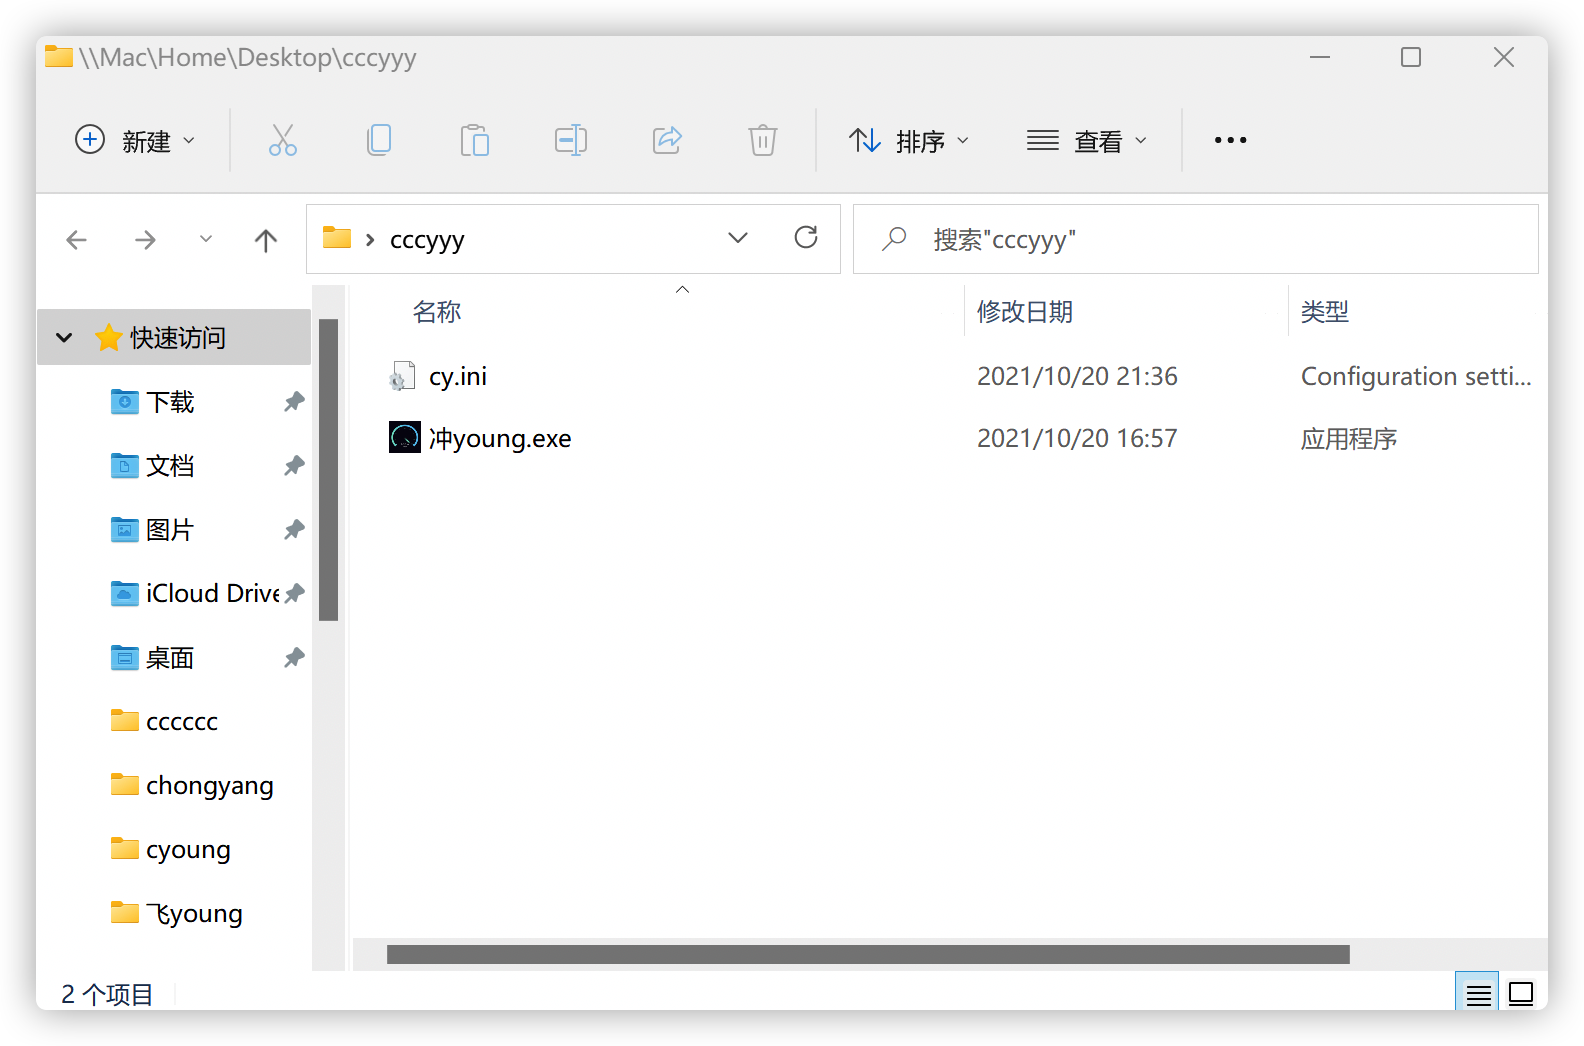 \\Mac\Home\Desktop\cccyyy
新建 排序 查看
cccyyy 搜索"cccyyy"
名称 修改日期 类型
快速访问
cy.ini 2021/10/20 21:36 Configuration setti...
下载
冲young.exe 2021/10/20 16:57 应用程序
文档
图片
iCloud Drive
桌面
cccccc
chongyang
cyoung
飞young
2 个项目